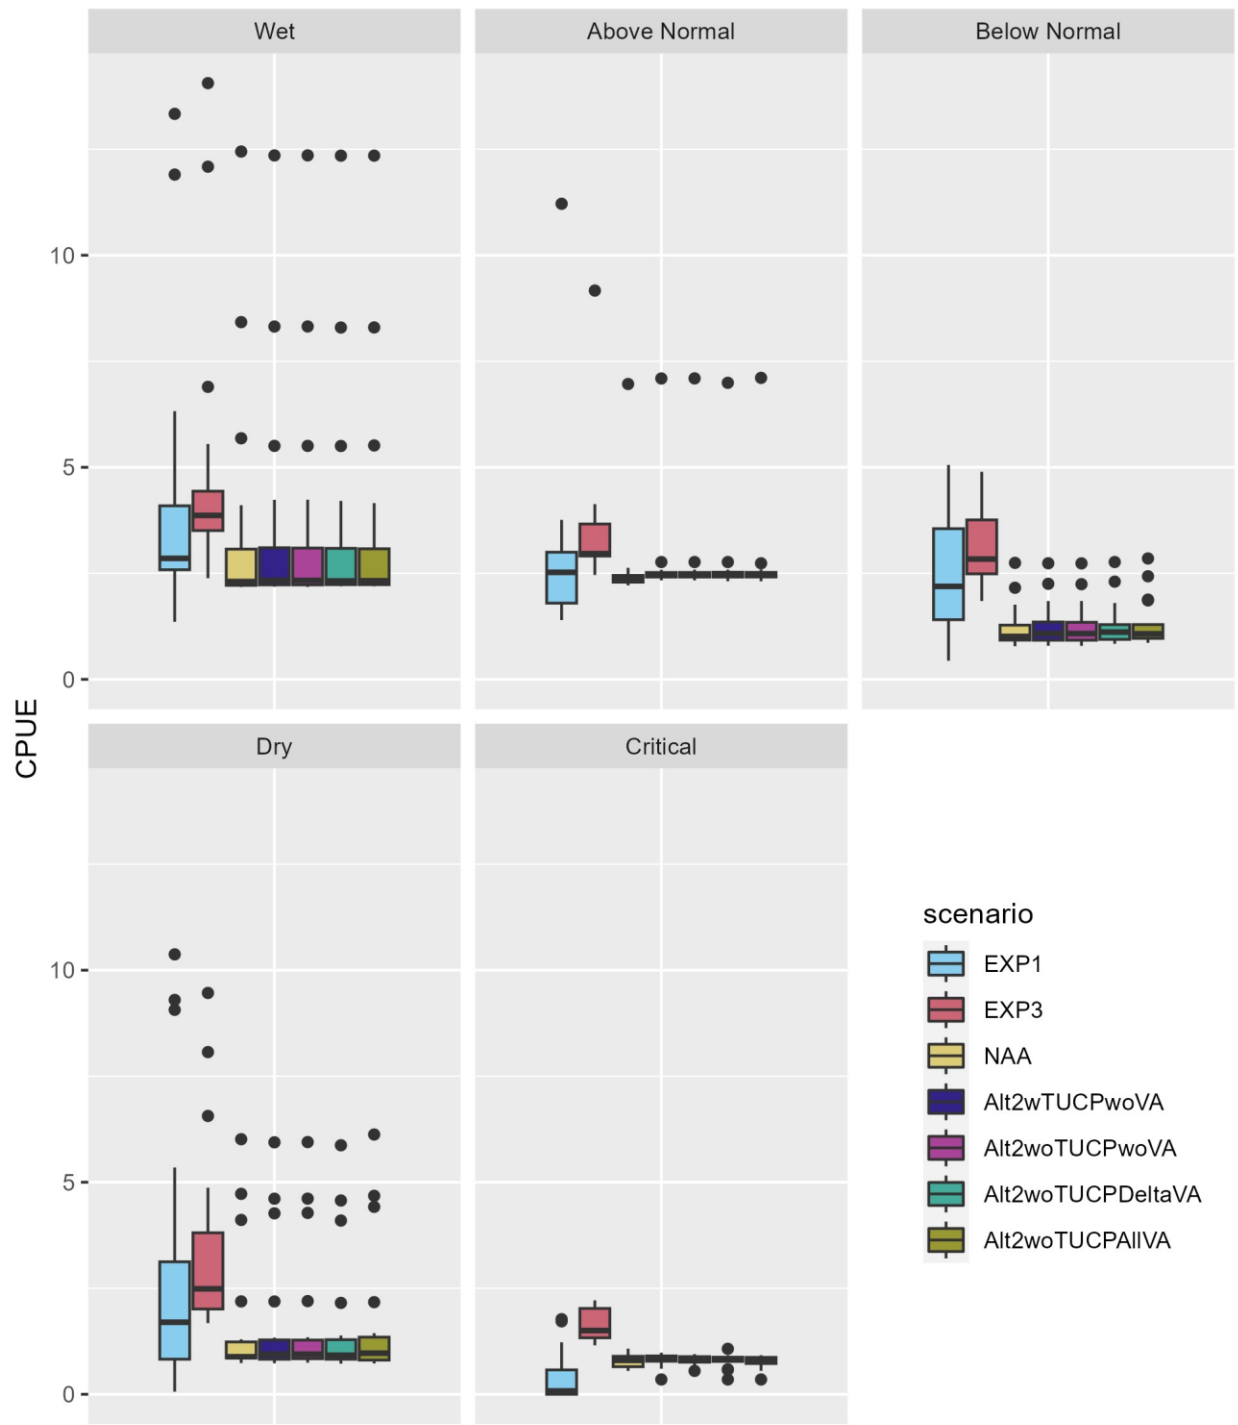 Wet
Above Normal
Below Normal
10
5
0
CPUE
Dry
Critical
10
5
0
scenario
EXP1
EXP3
NAA
Alt2wTUCPwoVA
Alt2woTUCPwoVA
Alt2woTUCPDeltaVA
Alt2woTUCPAllVA